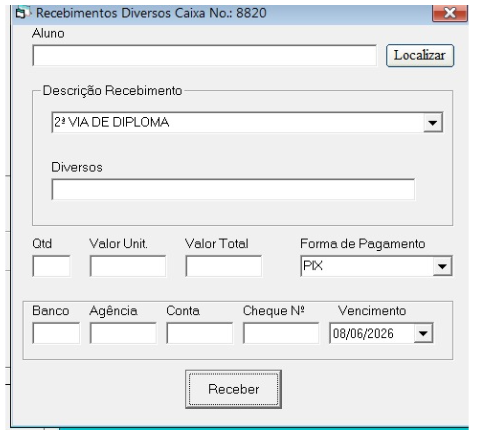 Recebimentos Diversos Caixa No.: 8820
Aluno
Localizar
Descrição Recebimento
2ª VIA DE DIPLOMA
Diversos
Qtd Valor Unit. Valor Total Forma de Pagamento
PIX
Banco Agência Conta Cheque Nº Vencimento
08/06/2026
Receber